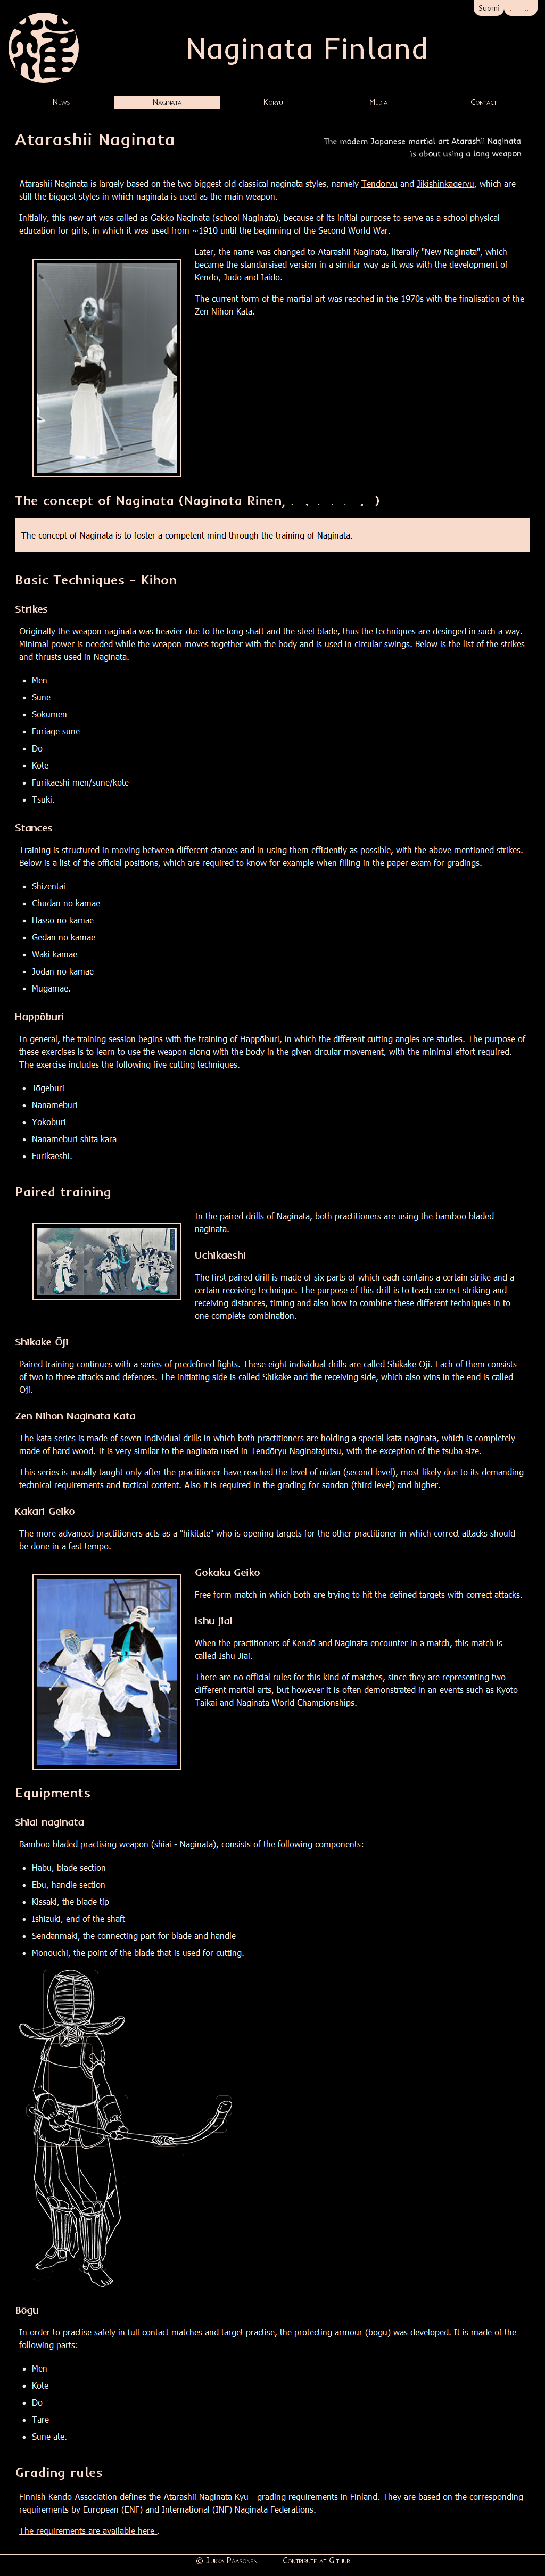 Suomi
Naginata Finland
News Naginata Koryu Media Contact
Atarashii Naginata
The modern Japanese martial art Atarashii Naginata
is about using a long weapon
Atarashii Naginata is largely based on the two biggest old classical naginata styles, namely Tendōryū and Jikishinkageryū, which are
still the biggest styles in which naginata is used as the main weapon.
Initially, this new art was called as Gakko Naginata (school Naginata), because of its initial purpose to serve as a school physical
education for girls, in which it was used from ~1910 until the beginning of the Second World War.
Later, the name was changed to Atarashii Naginata, literally "New Naginata", which
became the standarised version in a similar way as it was with the development of
Kendō, Judō and Iaidō.
The current form of the martial art was reached in the 1970s with the finalisation of the
Zen Nihon Kata.
The concept of Naginata (Naginata Rinen, )
The concept of Naginata is to foster a competent mind through the training of Naginata.
Basic Techniques - Kihon
Strikes
Originally the weapon naginata was heavier due to the long shaft and the steel blade, thus the techniques are desinged in such a way.
Minimal power is needed while the weapon moves together with the body and is used in circular swings. Below is the list of the strikes
and thrusts used in Naginata.
• Men
• Sune
• Sokumen
• Furiage sune
• Do
• Kote
• Furikaeshi men/sune/kote
• Tsuki.
Stances
Training is structured in moving between different stances and in using them efficiently as possible, with the above mentioned strikes.
Below is a list of the official positions, which are required to know for example when filling in the paper exam for gradings.
• Shizentai
• Chudan no kamae
• Hassō no kamae
• Gedan no kamae
• Waki kamae
• Jōdan no kamae
• Mugamae.
Happōburi
In general, the training session begins with the training of Happōburi, in which the different cutting angles are studies. The purpose of
these exercises is to learn to use the weapon along with the body in the given circular movement, with the minimal effort required.
The exercise includes the following five cutting techniques.
• Jōgeburi
• Nanameburi
• Yokoburi
• Nanameburi shita kara
• Furikaeshi.
Paired training
In the paired drills of Naginata, both practitioners are using the bamboo bladed
naginata.
Uchikaeshi
The first paired drill is made of six parts of which each contains a certain strike and a
certain receiving technique. The purpose of this drill is to teach correct striking and
receiving distances, timing and also how to combine these different techniques in to
one complete combination.
Shikake Ōji
Paired training continues with a series of predefined fights. These eight individual drills are called Shikake Oji. Each of them consists
of two to three attacks and defences. The initiating side is called Shikake and the receiving side, which also wins in the end is called
Oji.
Zen Nihon Naginata Kata
The kata series is made of seven individual drills in which both practitioners are holding a special kata naginata, which is completely
made of hard wood. It is very similar to the naginata used in Tendōryu Naginatajutsu, with the exception of the tsuba size.
This series is usually taught only after the practitioner have reached the level of nidan (second level), most likely due to its demanding
technical requirements and tactical content. Also it is required in the grading for sandan (third level) and higher.
Kakari Geiko
The more advanced practitioners acts as a "hikitate" who is opening targets for the other practitioner in which correct attacks should
be done in a fast tempo.
Gokaku Geiko
Free form match in which both are trying to hit the defined targets with correct attacks.
Ishu jiai
When the practitioners of Kendō and Naginata encounter in a match, this match is
called Ishu Jiai.
There are no official rules for this kind of matches, since they are representing two
different martial arts, but however it is often demonstrated in an events such as Kyoto
Taikai and Naginata World Championships.
Equipments
Shiai naginata
Bamboo bladed practising weapon (shiai - Naginata), consists of the following components:
• Habu, blade section
• Ebu, handle section
• Kissaki, the blade tip
• Ishizuki, end of the shaft
• Sendanmaki, the connecting part for blade and handle
• Monouchi, the point of the blade that is used for cutting.
Bōgu
In order to practise safely in full contact matches and target practise, the protecting armour (bōgu) was developed. It is made of the
following parts:
• Men
• Kote
• Dō
• Tare
• Sune ate.
Grading rules
Finnish Kendo Association defines the Atarashii Naginata Kyu - grading requirements in Finland. They are based on the corresponding
requirements by European (ENF) and International (INF) Naginata Federations.
The requirements are available here .
© Jukka Paasonen Contribute at Github